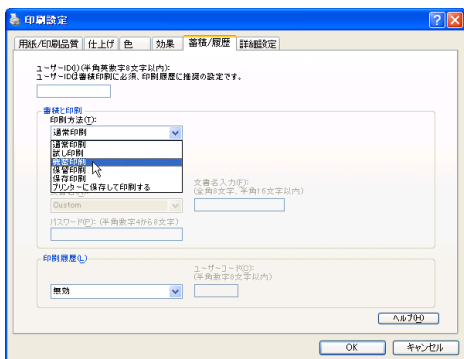 印刷設定
用紙/印刷品質 仕上げ 色 効果 蓄積/履歴 詳細設定
ユーザーID(I)(半角英数字8文字以内):
ユーザーIDは蓄積印刷に必須、印刷履歴に推奨の設定です。
蓄積と印刷
印刷方法(T):
通常印刷
通常印刷
試し印刷
機密印刷
保留印刷
保存印刷
プリンターに保存して印刷する
文書名入力(F):
(全角8文字、半角16文字以内)
Custom
パスワード(P): (半角数字4から8文字)
印刷履歴(L)
ユーザーコード(O):
(半角数字8文字以内)
無効
ヘルプ(H)
OK キャンセル